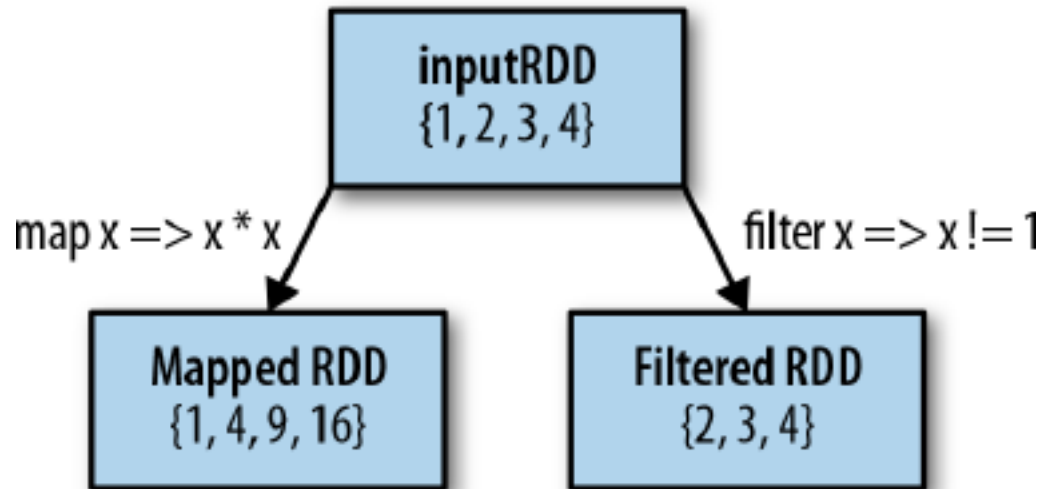 inputRDD
{1, 2, 3, 4}
map x => x * x
filter x => x != 1
Mapped RDD
{1, 4, 9, 16}
Filtered RDD
{2, 3, 4}